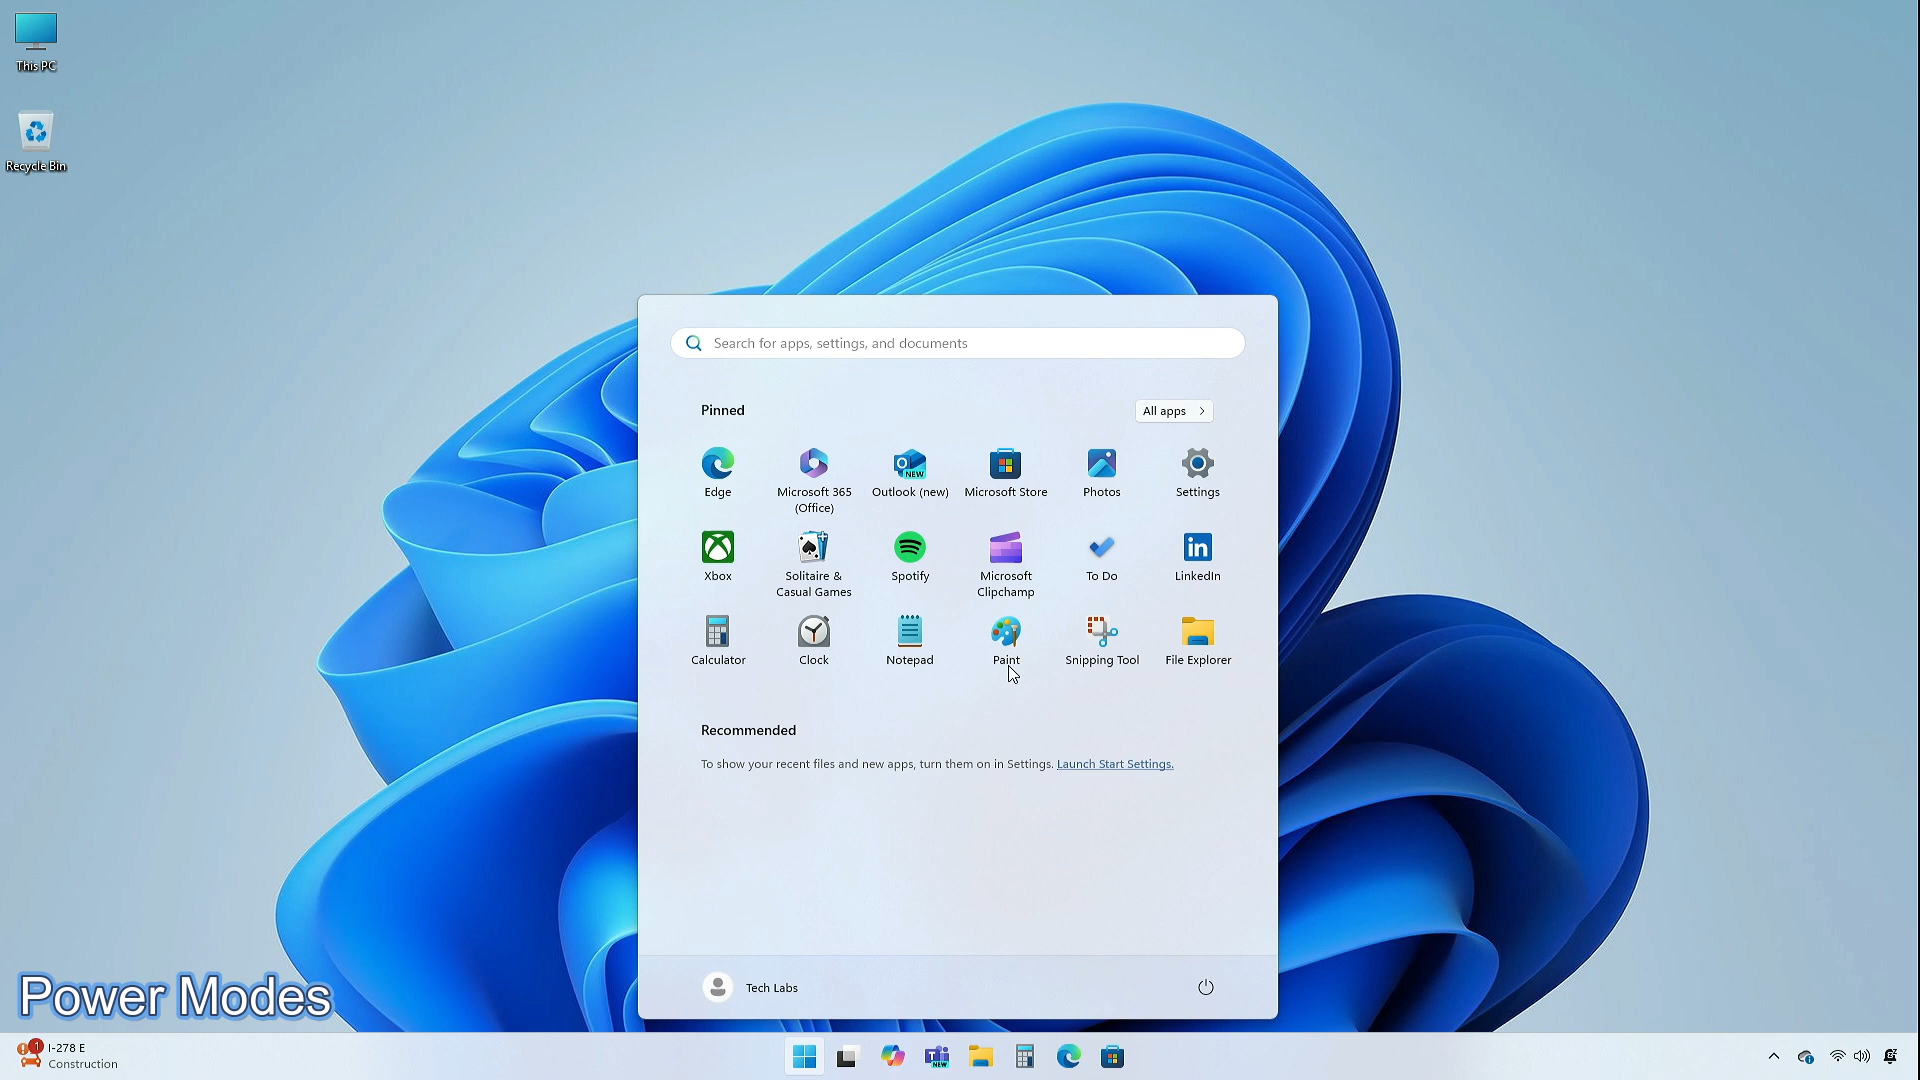 This PC
Recycle Bin
Search for apps, settings, and documents
Pinned
All apps
Edge
Microsoft 365
(Office)
Outlook (new)
Microsoft Store
Photos
Settings
Xbox
Solitaire &
Casual Games
Spotify
Microsoft
Clipchamp
To Do
LinkedIn
Calculator
Clock
Notepad
Paint
Snipping Tool
File Explorer
Recommended
To show your recent files and new apps, turn them on in Settings. Launch Start Settings.
Tech Labs
Power Modes
1
I-278 E
Construction
NEW